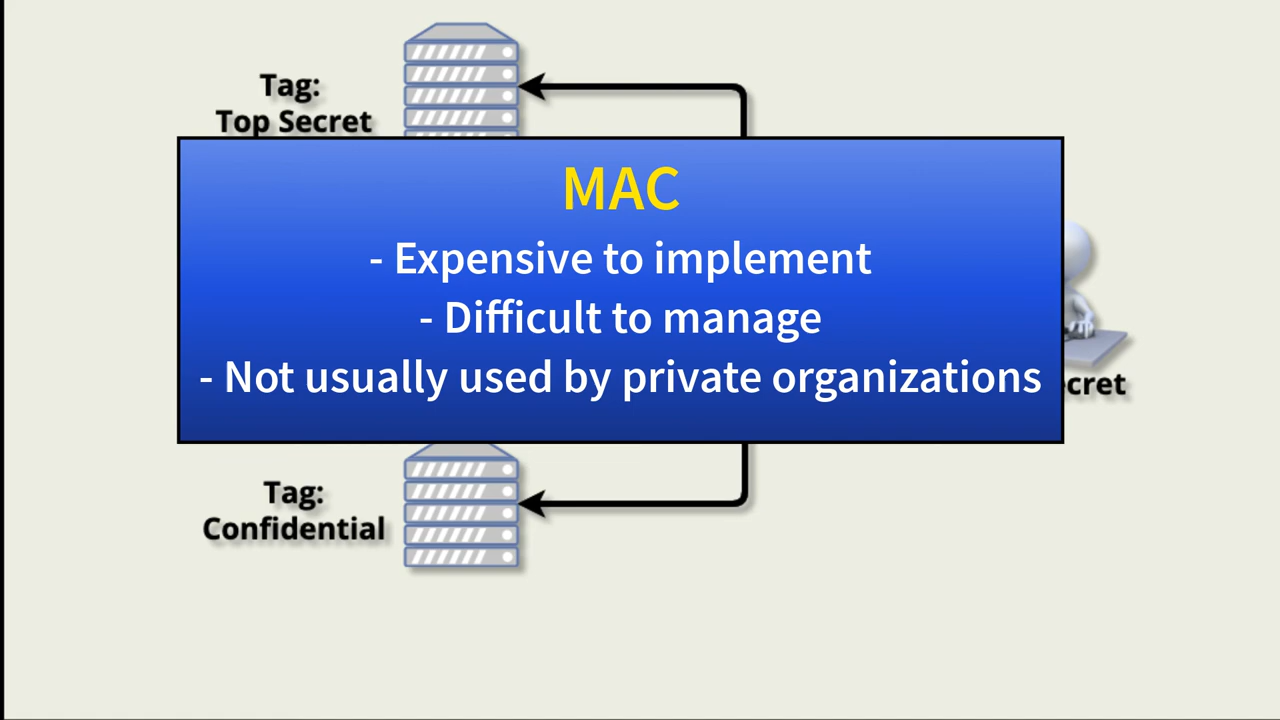 Tag:
Top Secret
MAC
- Expensive to implement
- Difficult to manage
- Not usually used by private organizations
Tag:
Confidential